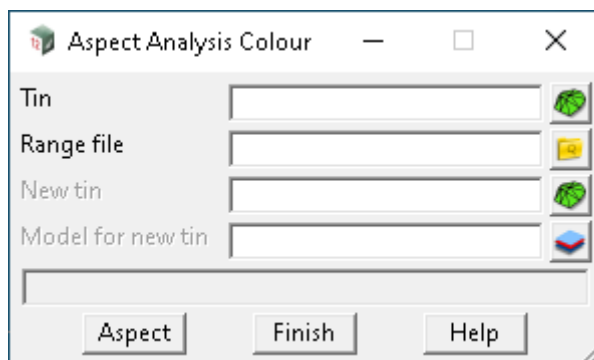 Aspect Analysis Colour
Tin
Range file
New tin
Model for new tin
Aspect Finish Help